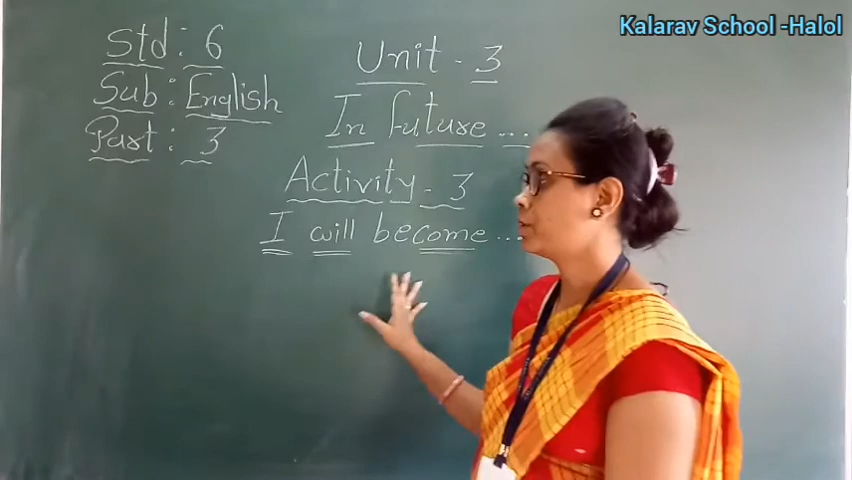 Kalarav School -Halol
Std : 6
Sub : English
Part : 3
Unit - 3
In future ...
Activity - 3
I will become ...